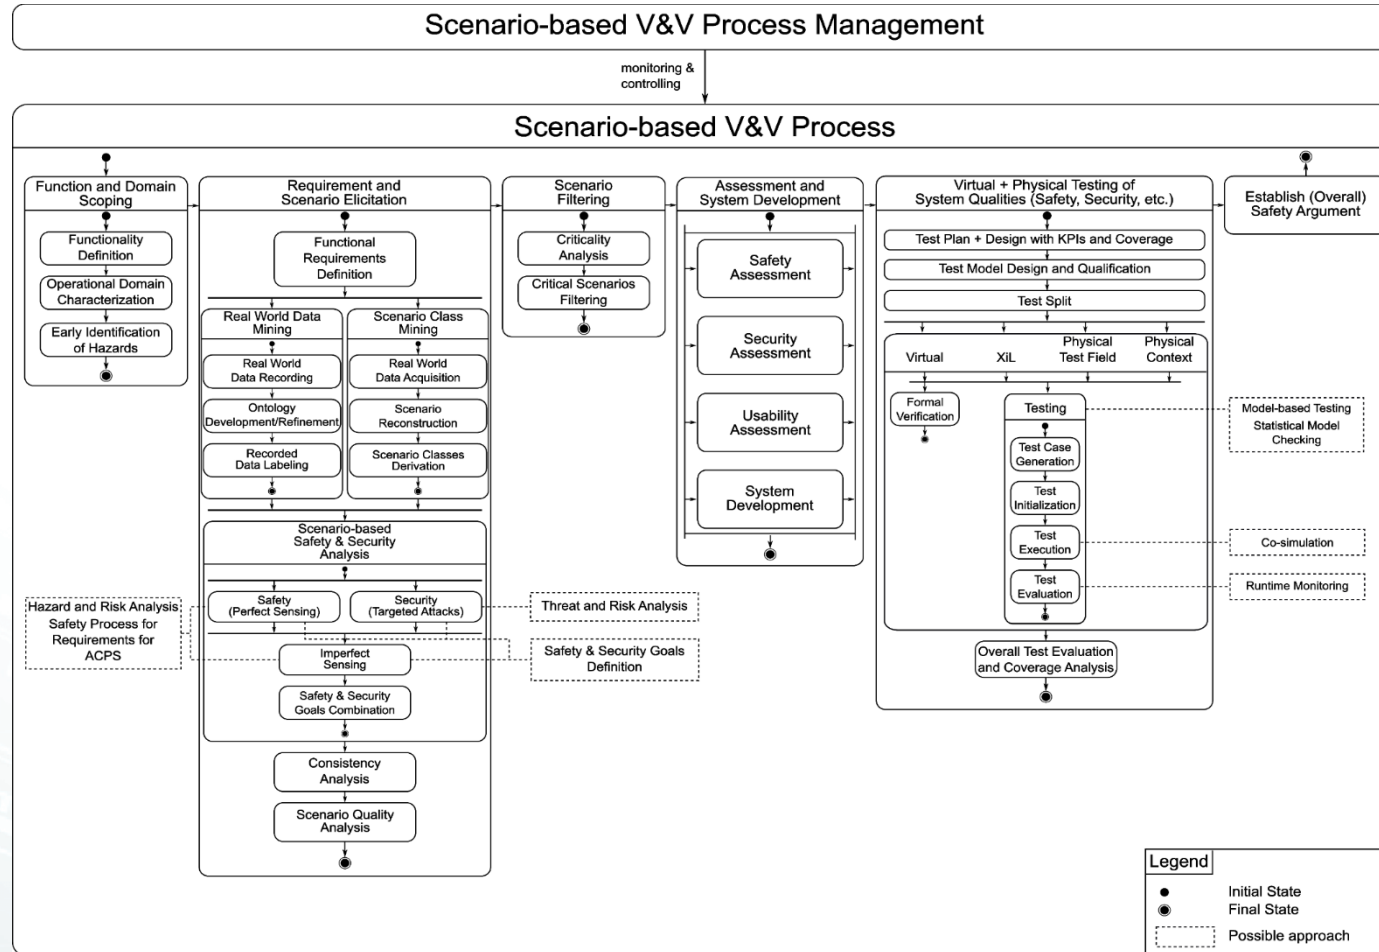 Scenario-based V&V Process Management
monitoring &
controlling
Scenario-based V&V Process
Function and Domain
Scoping
Functionality
Definition
Operational Domain
Characterization
Early Identification
of Hazards
Requirement and
Scenario Elicitation
Functional
Requirements
Definition
Real World Data
Mining
Real World
Data Recording
Ontology
Development/Refinement
Recorded
Data Labeling
Scenario Class
Mining
Real World
Data Acquisition
Scenario
Reconstruction
Scenario Classes
Derivation
Scenario-based
Safety & Security
Analysis
Safety
(Perfect Sensing)
Security
(Targeted Attacks)
Imperfect
Sensing
Safety & Security
Goals Combination
Consistency
Analysis
Scenario Quality
Analysis
Hazard and Risk Analysis
Safety Process for
Requirements for
ACPS
Threat and Risk Analysis
Safety & Security Goals
Definition
Scenario
Filtering
Criticality
Analysis
Critical Scenarios
Filtering
Assessment and
System Development
Safety
Assessment
Security
Assessment
Usability
Assessment
System
Development
Virtual + Physical Testing of
System Qualities (Safety, Security, etc.)
Test Plan + Design with KPIs and Coverage
Test Model Design and Qualification
Test Split
Virtual
XiL
Physical
Test Field
Physical
Context
Formal
Verification
Testing
Test Case
Generation
Test
Initialization
Test
Execution
Test
Evaluation
Overall Test Evaluation
and Coverage Analysis
Model-based Testing
Statistical Model
Checking
Co-simulation
Runtime Monitoring
Establish (Overall)
Safety Argument
Legend
Initial State
Final State
Possible approach